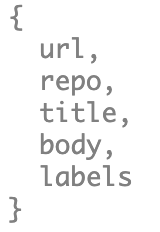 {
  url,
  repo,
  title,
  body,
  labels
}